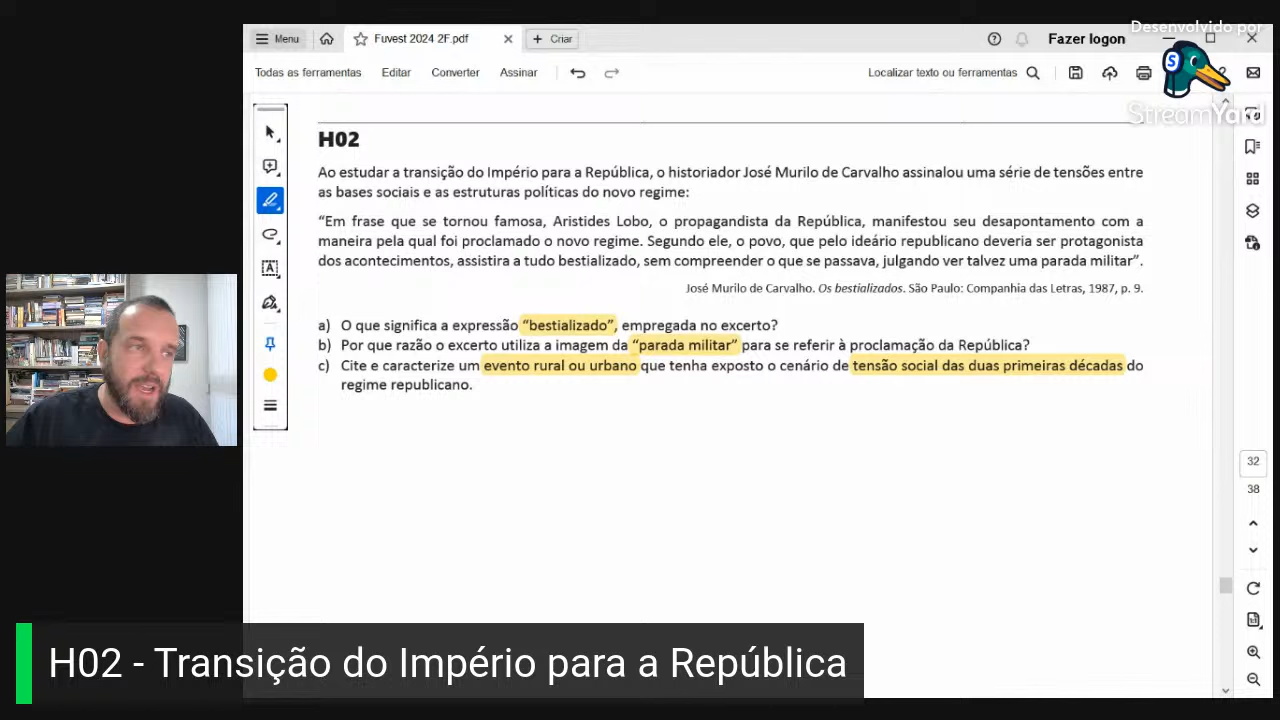 Desenvolvido por
StreamYard
Menu
Fuvest 2024 2F.pdf
Criar
Fazer logon
Todas as ferramentas
Editar
Converter
Assinar
Localizar texto ou ferramentas
H02
Ao estudar a transição do Império para a República, o historiador José Murilo de Carvalho assinalou uma série de tensões entre
as bases sociais e as estruturas políticas do novo regime:
“Em frase que se tornou famosa, Aristides Lobo, o propagandista da República, manifestou seu desapontamento com a
maneira pela qual foi proclamado o novo regime. Segundo ele, o povo, que pelo ideário republicano deveria ser protagonista
dos acontecimentos, assistira a tudo bestializado, sem compreender o que se passava, julgando ver talvez uma parada militar”.
José Murilo de Carvalho. Os bestializados. São Paulo: Companhia das Letras, 1987, p. 9.
a) O que significa a expressão “bestializado”, empregada no excerto?
b) Por que razão o excerto utiliza a imagem da “parada militar” para se referir à proclamação da República?
c) Cite e caracterize um evento rural ou urbano que tenha exposto o cenário de tensão social das duas primeiras décadas do
regime republicano.
32
38
H02 - Transição do Império para a República